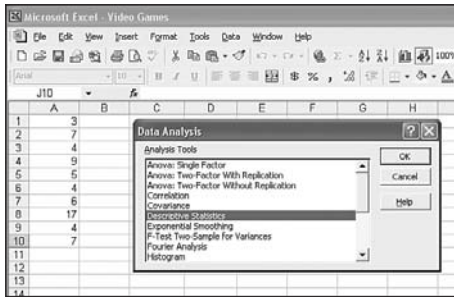 Microsoft Excel - Video Games
File Edit View Insert Format Tools Data Window Help
100%
Arial 10 B I U $ % ,
J10 fx
A B C D E F G H
1 3
2 7
3 4
4 9
5 5
6 4
7 6
8 17
9 4
10 7
11
12
13
14
Data Analysis
Analysis Tools
Anova: Single Factor
Anova: Two-Factor With Replication
Anova: Two-Factor Without Replication
Correlation
Covariance
Descriptive Statistics
Exponential Smoothing
F-Test Two-Sample for Variances
Fourier Analysis
Histogram
OK
Cancel
Help